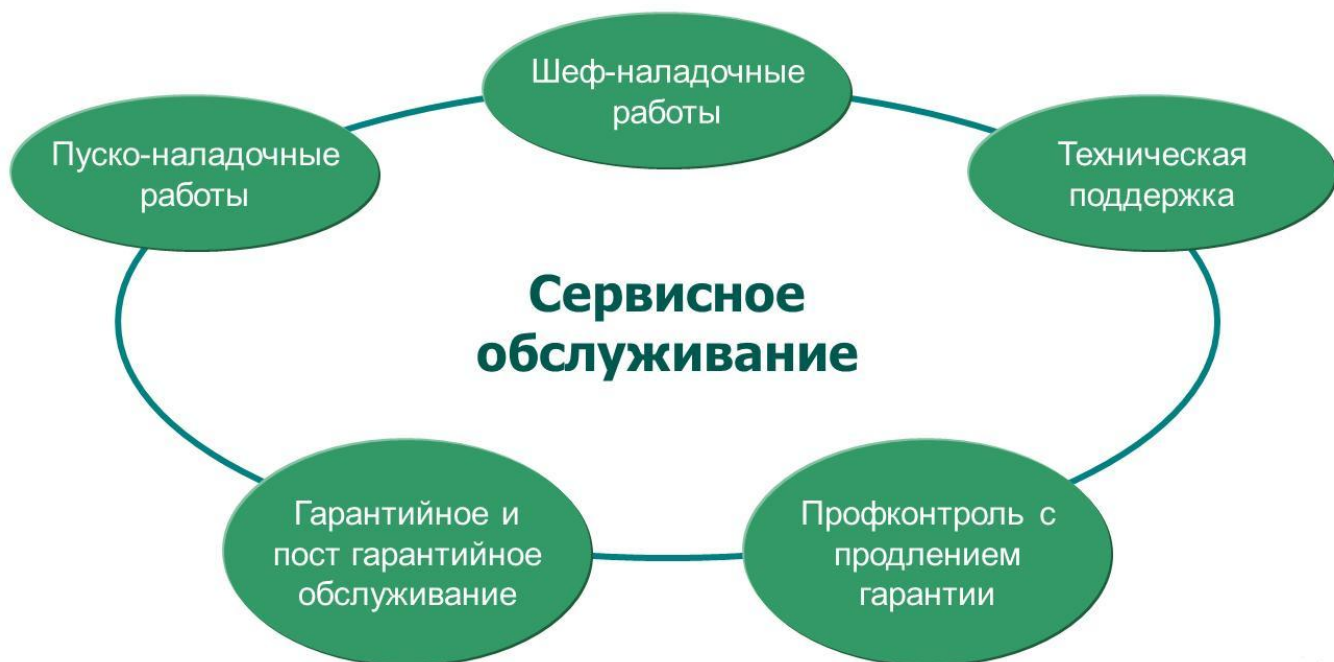 Шеф-наладочные
работы
Пуско-наладочные
работы
Техническая
поддержка
Сервисное
обслуживание
Гарантийное и
пост гарантийное
обслуживание
Профконтроль с
продлением
гарантии